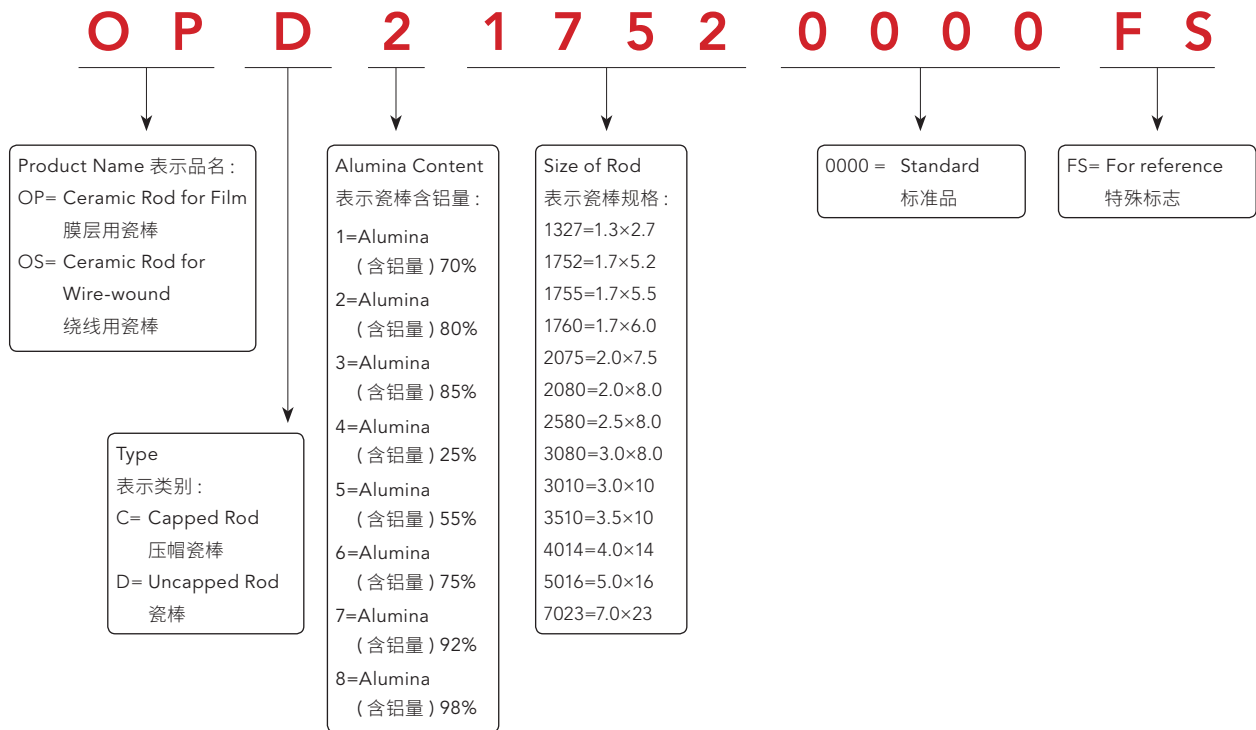 O P D 2 1 7 5 2 0 0 0 0 F S
Product Name 表示品名 :
OP= Ceramic Rod for Film
膜层用瓷棒
OS= Ceramic Rod for
Wire-wound
绕线用瓷棒
Type
表示类别 :
C= Capped Rod
压帽瓷棒
D= Uncapped Rod
瓷棒
Alumina Content
表示瓷棒含铝量 :
1=Alumina
( 含铝量 ) 70%
2=Alumina
( 含铝量 ) 80%
3=Alumina
( 含铝量 ) 85%
4=Alumina
( 含铝量 ) 25%
5=Alumina
( 含铝量 ) 55%
6=Alumina
( 含铝量 ) 75%
7=Alumina
( 含铝量 ) 92%
8=Alumina
( 含铝量 ) 98%
Size of Rod
表示瓷棒规格 :
1327=1.3×2.7
1752=1.7×5.2
1755=1.7×5.5
1760=1.7×6.0
2075=2.0×7.5
2080=2.0×8.0
2580=2.5×8.0
3080=3.0×8.0
3010=3.0×10
3510=3.5×10
4014=4.0×14
5016=5.0×16
7023=7.0×23
0000 = Standard
标准品
FS= For reference
特殊标志